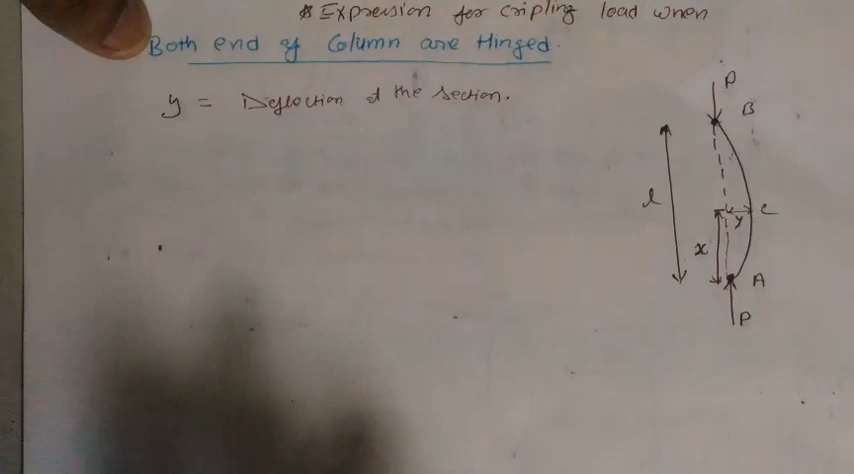 * Expression for cripling load when
Both end of Column are Hinged.
y = Deflection of the section.
P
B
l
C
y
x
A
P